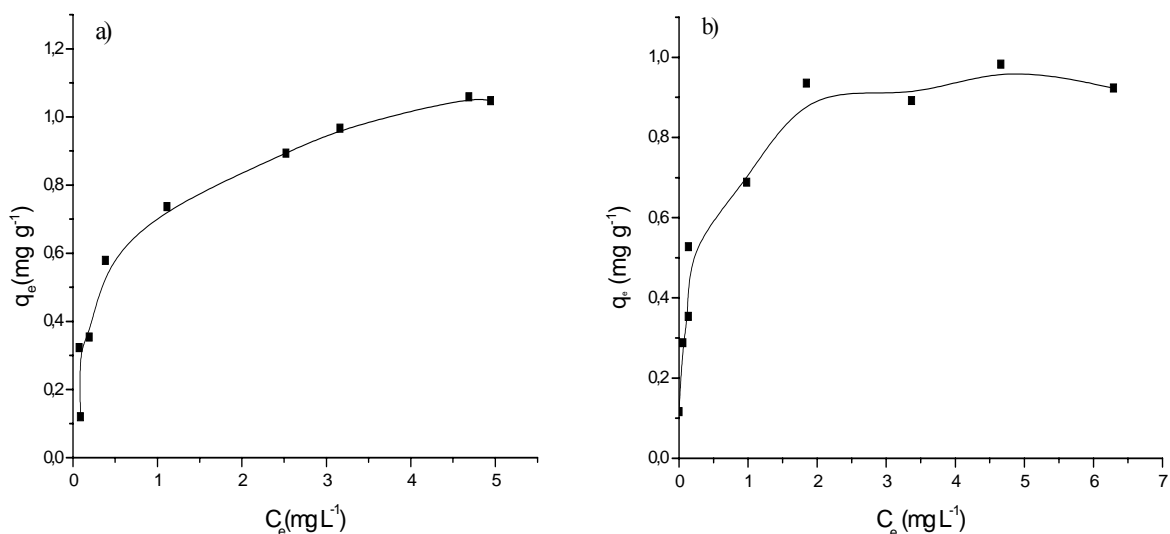 a)
1,2
1,0
0,8
0,6
0,4
0,2
0,0
qe(mg g-1)
0 1 2 3 4 5
Ce(mg L-1)
b)
1,0
0,8
0,6
0,4
0,2
0,0
qe (mg g-1)
0 1 2 3 4 5 6 7
Ce (mg L-1)